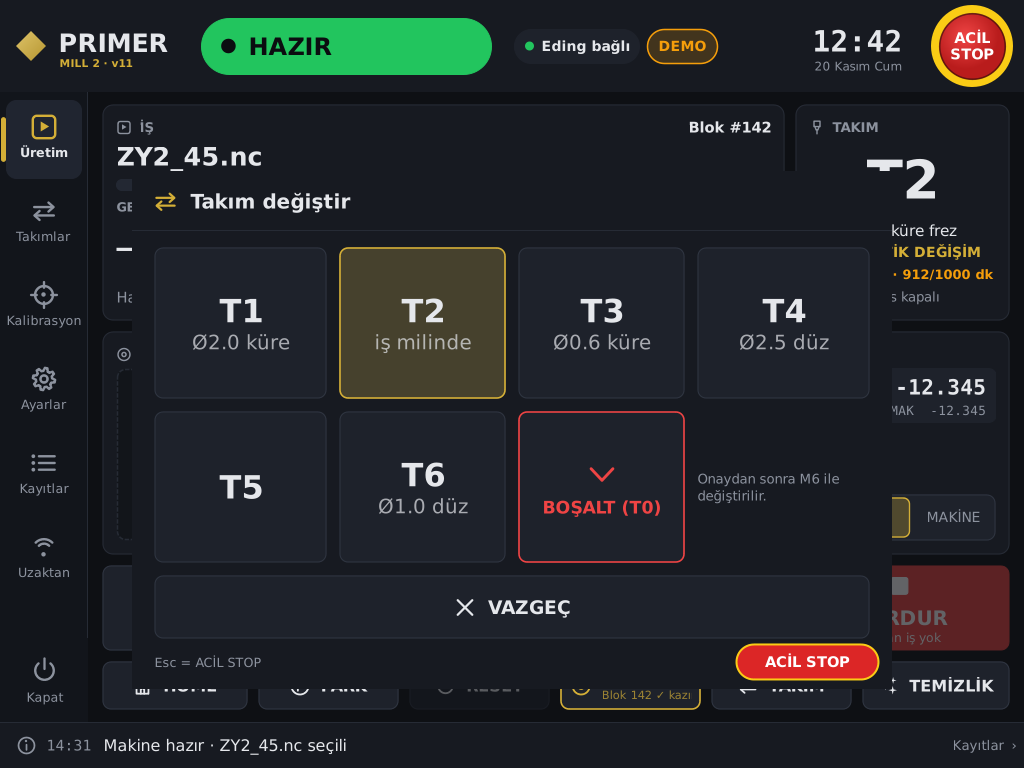 PRIMER
MILL 2 · v11
HAZIR
Eding bağlı
DEMO
12:42
20 Kasım Cum
ACİL
STOP
Üretim
Takımlar
Kalibrasyon
Ayarlar
Kayıtlar
Uzaktan
Kapat
İŞ
Blok #142
ZY2_45.nc
TAKIM
T2
küre frez
DEĞİŞİM
· 912/1000 dk
kapalı
Takım değiştir
T1
Ø2.0 küre
T2
iş milinde
T3
Ø0.6 küre
T4
Ø2.5 düz
T5
T6
Ø1.0 düz
BOŞALT (T0)
Onaydan sonra M6 ile
değiştirilir.
VAZGEÇ
Esc = ACİL STOP
ACİL STOP
-12.345
-12.345
MAKİNE
iş yok
Blok 142 ✓ kazı
TEMİZLİK
14:31 Makine hazır · ZY2_45.nc seçili
Kayıtlar ›